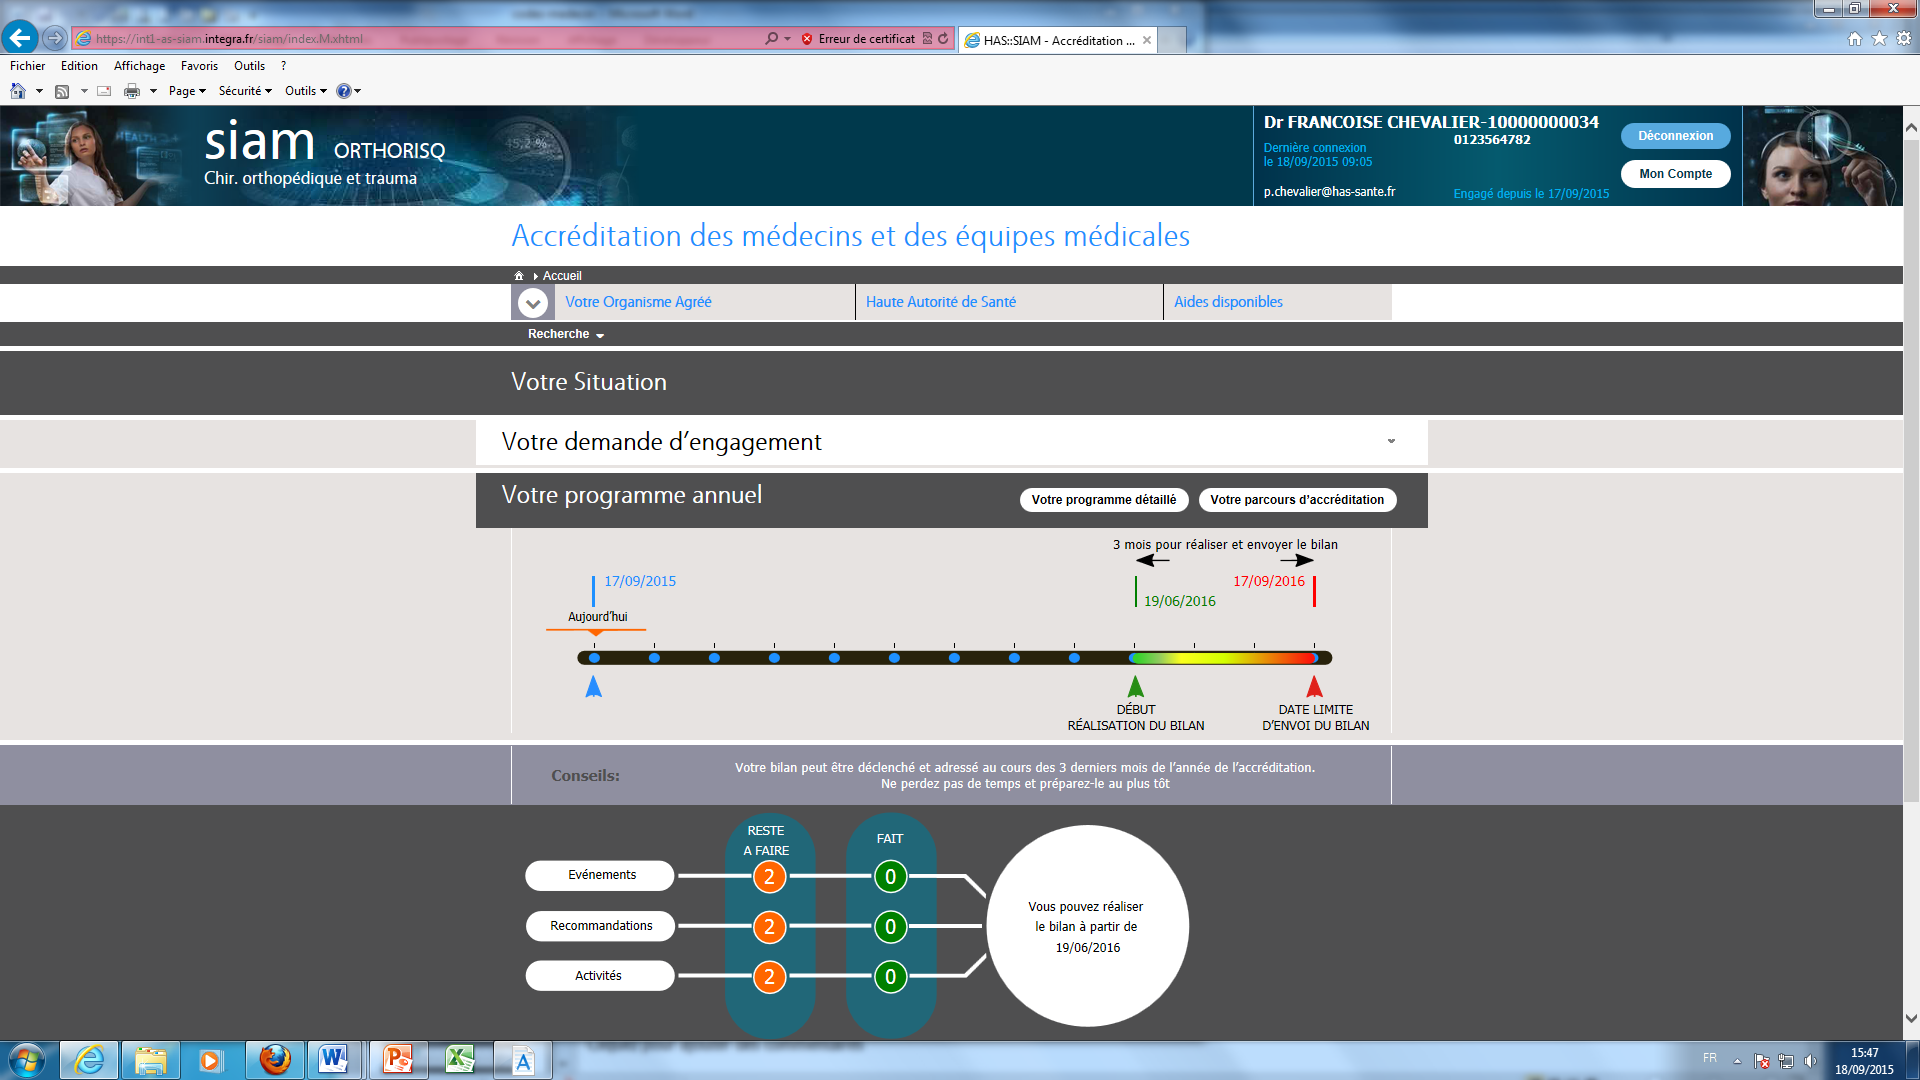 https://int1-as-siam.integra.fr/siam/index.M.xhtml
Erreur de certificat
HAS::SIAM - Accréditation ...
Fichier Edition Affichage Favoris Outils ?
Page Sécurité Outils
siam ORTHORISQ
Chir. orthopédique et trauma
HEALTH
45,2 %
Dr FRANCOISE CHEVALIER-10000000034
0123564782
Dernière connexion
le 18/09/2015 09:05
p.chevalier@has-sante.fr
Engagé depuis le 17/09/2015
Déconnexion
Mon Compte
Accréditation des médecins et des équipes médicales
Accueil
Votre Organisme Agréé
Haute Autorité de Santé
Aides disponibles
Recherche
Votre Situation
Votre demande d’engagement
Votre programme annuel
Votre programme détaillé
Votre parcours d’accréditation
3 mois pour réaliser et envoyer le bilan
17/09/2015
17/09/2016
19/06/2016
Aujourd’hui
DÉBUT
RÉALISATION DU BILAN
DATE LIMITE
D’ENVOI DU BILAN
Conseils:
Votre bilan peut être déclenché et adressé au cours des 3 derniers mois de l’année de l’accréditation.
Ne perdez pas de temps et préparez-le au plus tôt
RESTE
A FAIRE
FAIT
Evénements 2 0
Recommandations 2 0
Activités 2 0
Vous pouvez réaliser
le bilan à partir de
19/06/2016
FR
15:47
18/09/2015